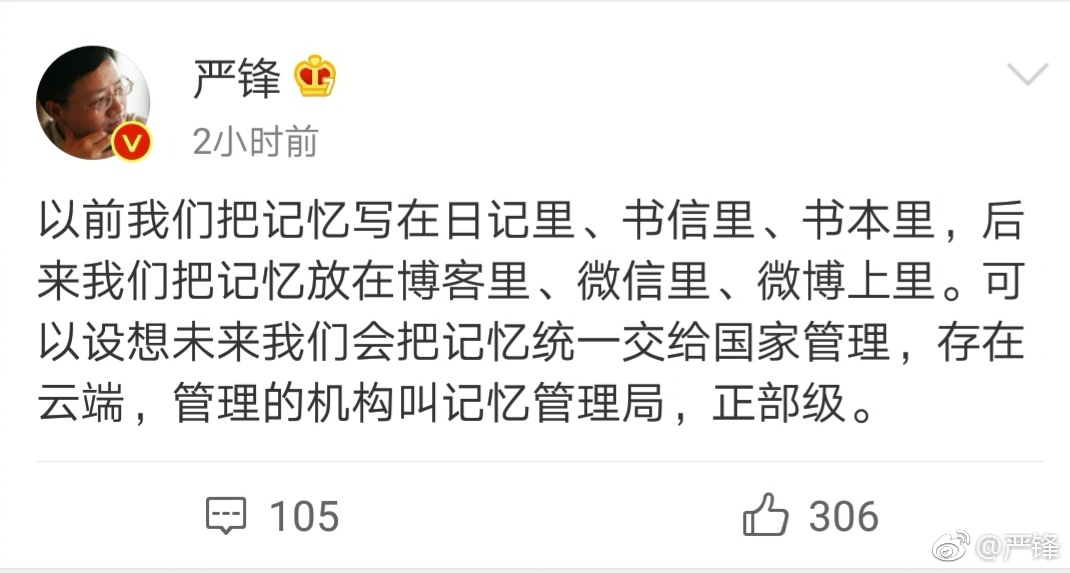 严锋
2小时前
以前我们把记忆写在日记里、书信里、书本里，后
来我们把记忆放在博客里、微信里、微博上里。可
以设想未来我们会把记忆统一交给国家管理，存在
云端，管理的机构叫记忆管理局，正部级。
105
306
@严锋